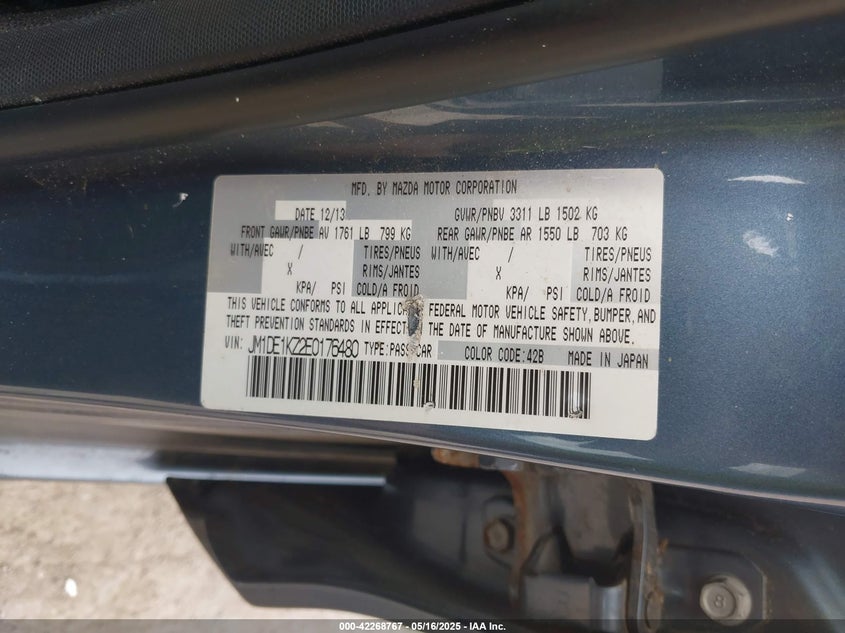 MFD. BY MAZDA MOTOR CORPORATION
DATE 12/13 GVWR/PNBV 3311 LB 1502 KG
FRONT GAWR/PNBE AV 1761 LB 799 KG REAR GAWR/PNBE AR 1550 LB 703 KG
WITH/AVEC / TIRES/PNEUS WITH/AVEC / TIRES/PNEUS
X RIMS/JANTES X RIMS/JANTES
KPA/ PSI COLD/A FROID KPA/ PSI COLD/A FROID
THIS VEHICLE CONFORMS TO ALL FEDERAL MOTOR VEHICLE SAFETY, BUMPER, AND
THEFT PREVENTION STANDARDS IN EFFECT THE DATE OF MANUFACTURE SHOWN ABOVE.
VIN: JM1DE1KZ2E0176480 TYPE:PASSCAR COLOR CODE:42B MADE IN JAPAN
8
000-42268767 — 05/16/2025 — IAA Inc.